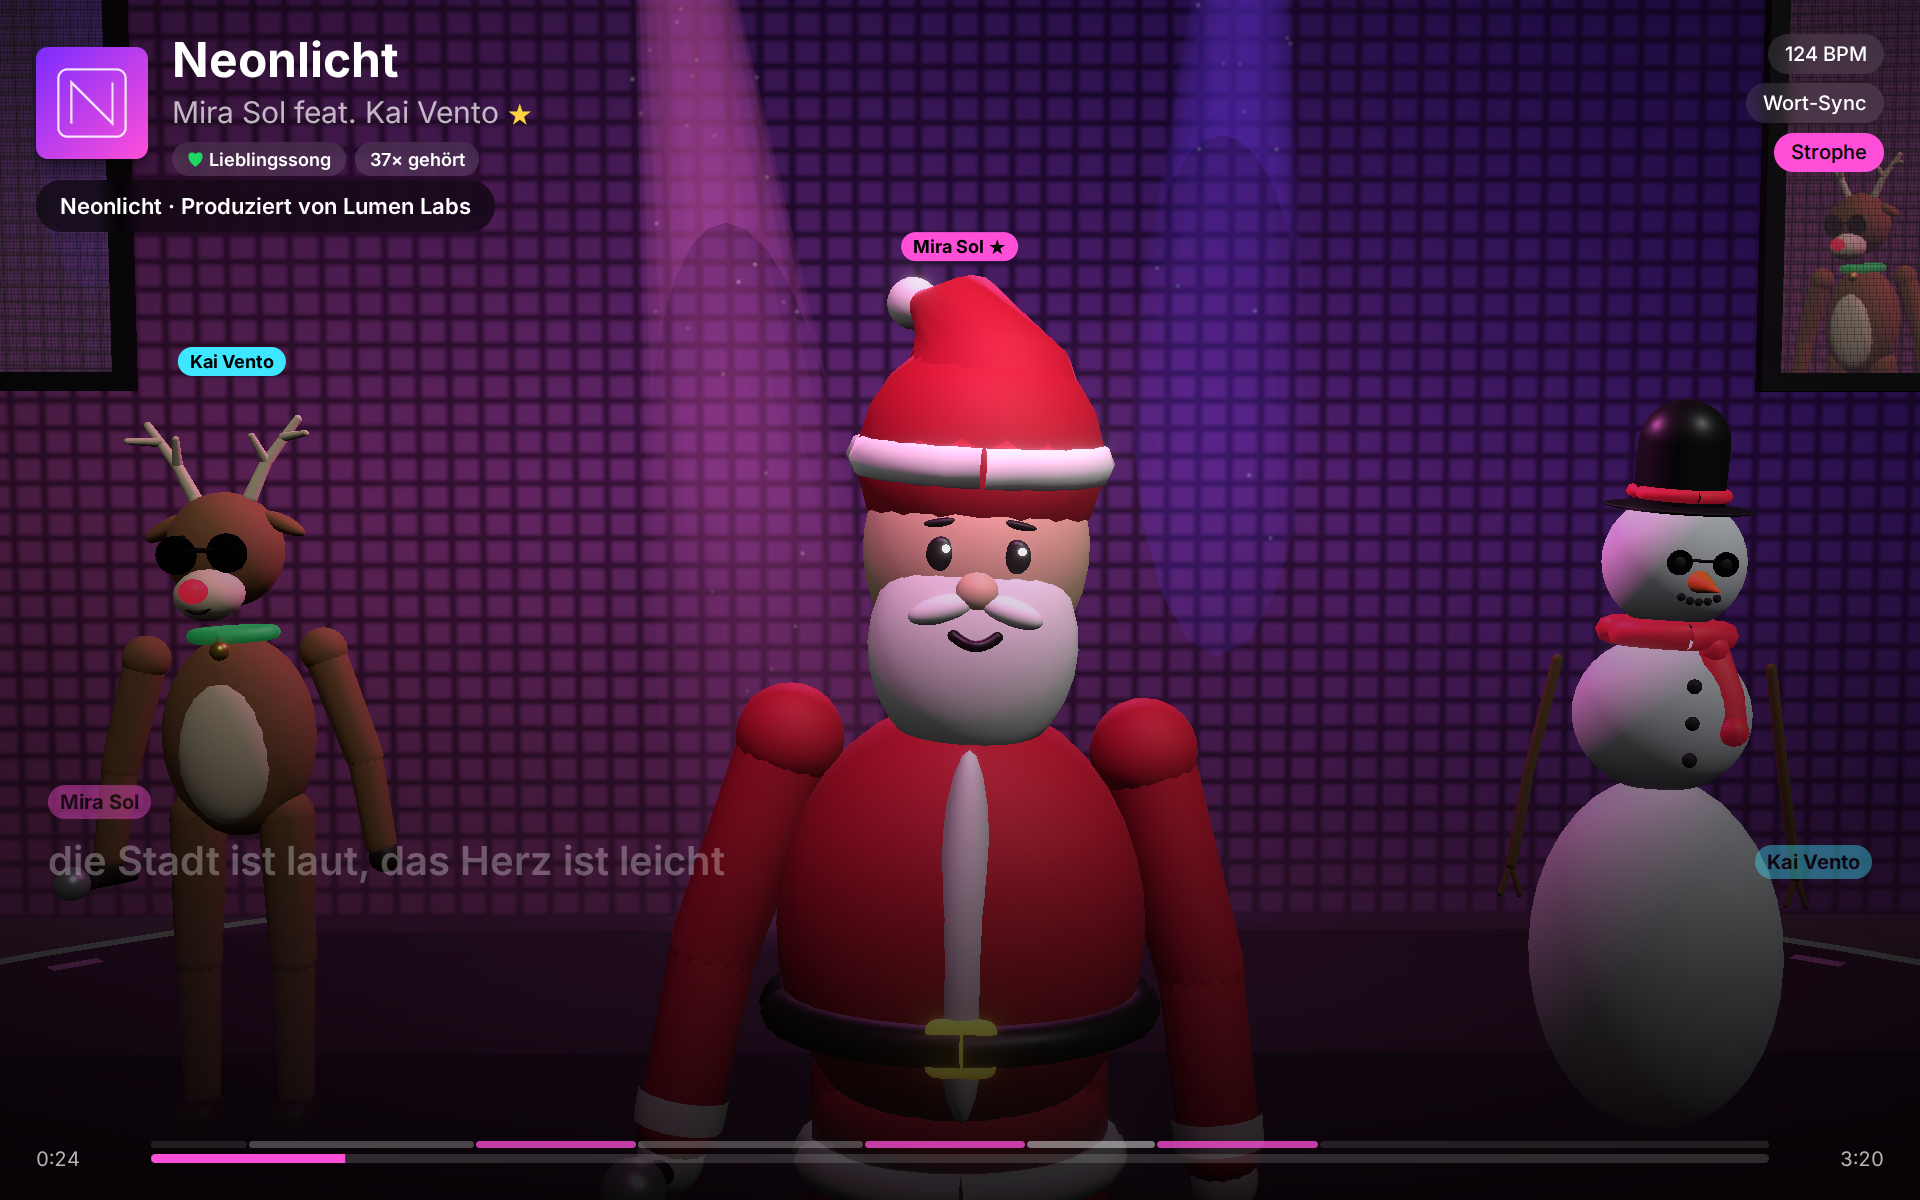 N
Neonlicht
Mira Sol feat. Kai Vento ★
Lieblingssong
37× gehört
Neonlicht · Produziert von Lumen Labs
124 BPM
Wort-Sync
Strophe
Mira Sol ★
Kai Vento
Mira Sol
die Stadt ist laut, das Herz ist leicht
Kai Vento
0:24
3:20